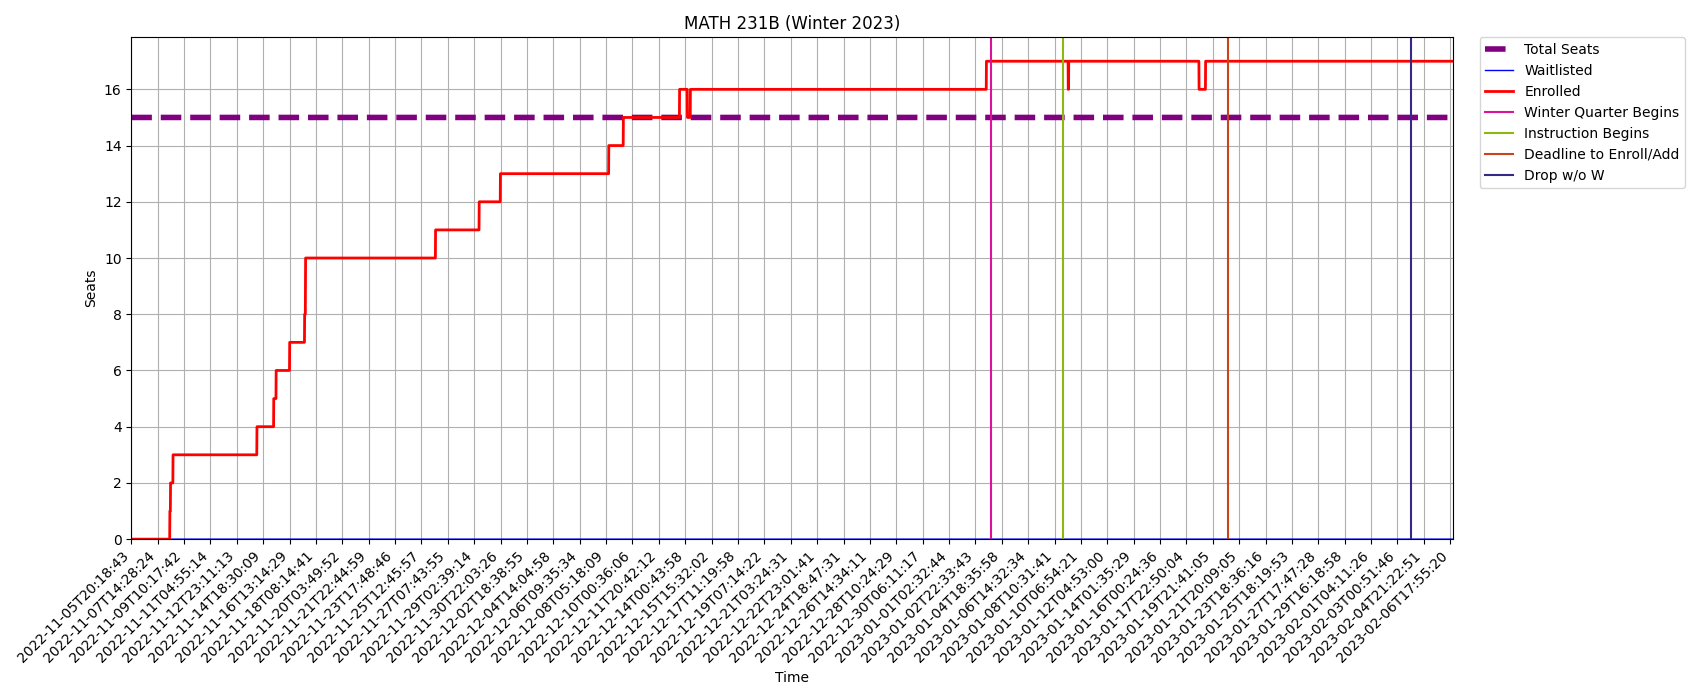 MATH 231B (Winter 2023)
Total Seats
Waitlisted
Enrolled
Winter Quarter Begins
Instruction Begins
Deadline to Enroll/Add
Drop w/o W
Seats
16
14
12
10
8
6
4
2
0
2022-11-05T20:18:43
2022-11-07T14:28:24
2022-11-09T10:17:42
2022-11-11T04:55:14
2022-11-12T23:11:13
2022-11-14T18:30:09
2022-11-16T13:14:29
2022-11-18T08:14:41
2022-11-20T03:49:52
2022-11-21T22:44:59
2022-11-23T17:48:46
2022-11-25T12:45:57
2022-11-27T07:43:55
2022-11-29T02:39:14
2022-11-30T22:03:26
2022-12-02T18:38:55
2022-12-04T14:04:58
2022-12-06T09:35:34
2022-12-08T05:18:09
2022-12-10T00:36:06
2022-12-11T20:42:12
2022-12-14T00:43:58
2022-12-15T15:32:02
2022-12-17T11:19:58
2022-12-19T07:14:22
2022-12-21T03:24:31
2022-12-22T23:01:41
2022-12-24T18:47:31
2022-12-26T14:34:11
2022-12-28T10:24:29
2022-12-30T06:11:17
2023-01-01T02:32:44
2023-01-02T22:33:43
2023-01-04T18:35:58
2023-01-06T14:32:34
2023-01-08T10:31:41
2023-01-10T06:54:21
2023-01-12T04:53:00
2023-01-14T01:35:29
2023-01-16T00:24:36
2023-01-17T22:50:04
2023-01-19T21:41:05
2023-01-21T20:09:05
2023-01-23T18:36:16
2023-01-25T18:19:53
2023-01-27T17:47:28
2023-01-29T16:18:58
2023-02-01T04:11:26
2023-02-03T00:51:46
2023-02-04T21:22:51
2023-02-06T17:55:20
Time